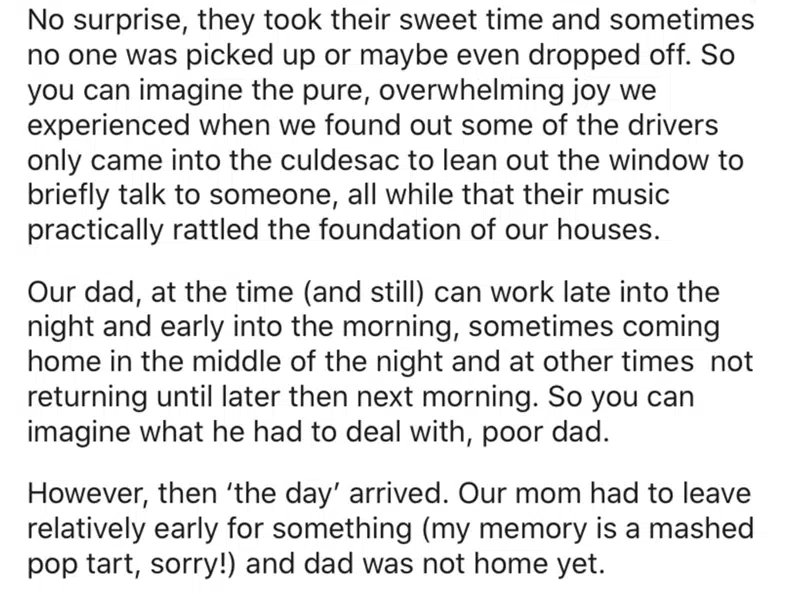 No surprise, they took their sweet time and sometimes
no one was picked up or maybe even dropped off. So
you can imagine the pure, overwhelming joy we
experienced when we found out some of the drivers
only came into the culdesac to lean out the window to
briefly talk to someone, all while that their music
practically rattled the foundation of our houses.
Our dad, at the time (and still) can work late into the
night and early into the morning, sometimes coming
home in the middle of the night and at other times  not
returning until later then next morning. So you can
imagine what he had to deal with, poor dad.
However, then ‘the day’ arrived. Our mom had to leave
relatively early for something (my memory is a mashed
pop tart, sorry!) and dad was not home yet.